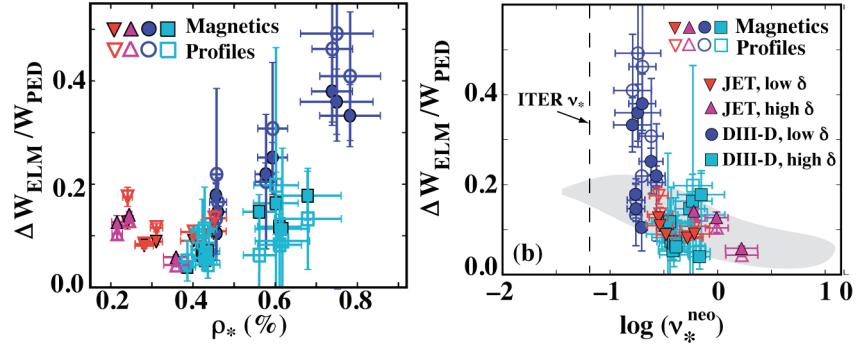 Magnetics
Profiles
0.4
0.2
0.0
ΔW_ELM/W_PED
0.2
0.4
0.6
0.8
ρ* (%)
Magnetics
Profiles
ITER ν*
JET, low δ
JET, high δ
DIII-D, low δ
DIII-D, high δ
0.4
0.2
0.0
ΔW_ELM/W_PED
(b)
−2
−1
0
1 0
log (ν*^neo)